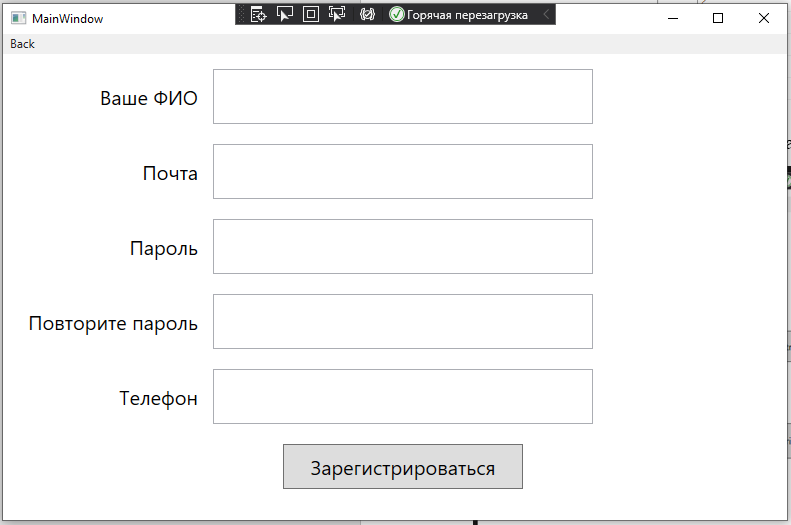 MainWindow
Горячая перезагрузка
Back
Ваше ФИО
Почта
Пароль
Повторите пароль
Телефон
Зарегистрироваться